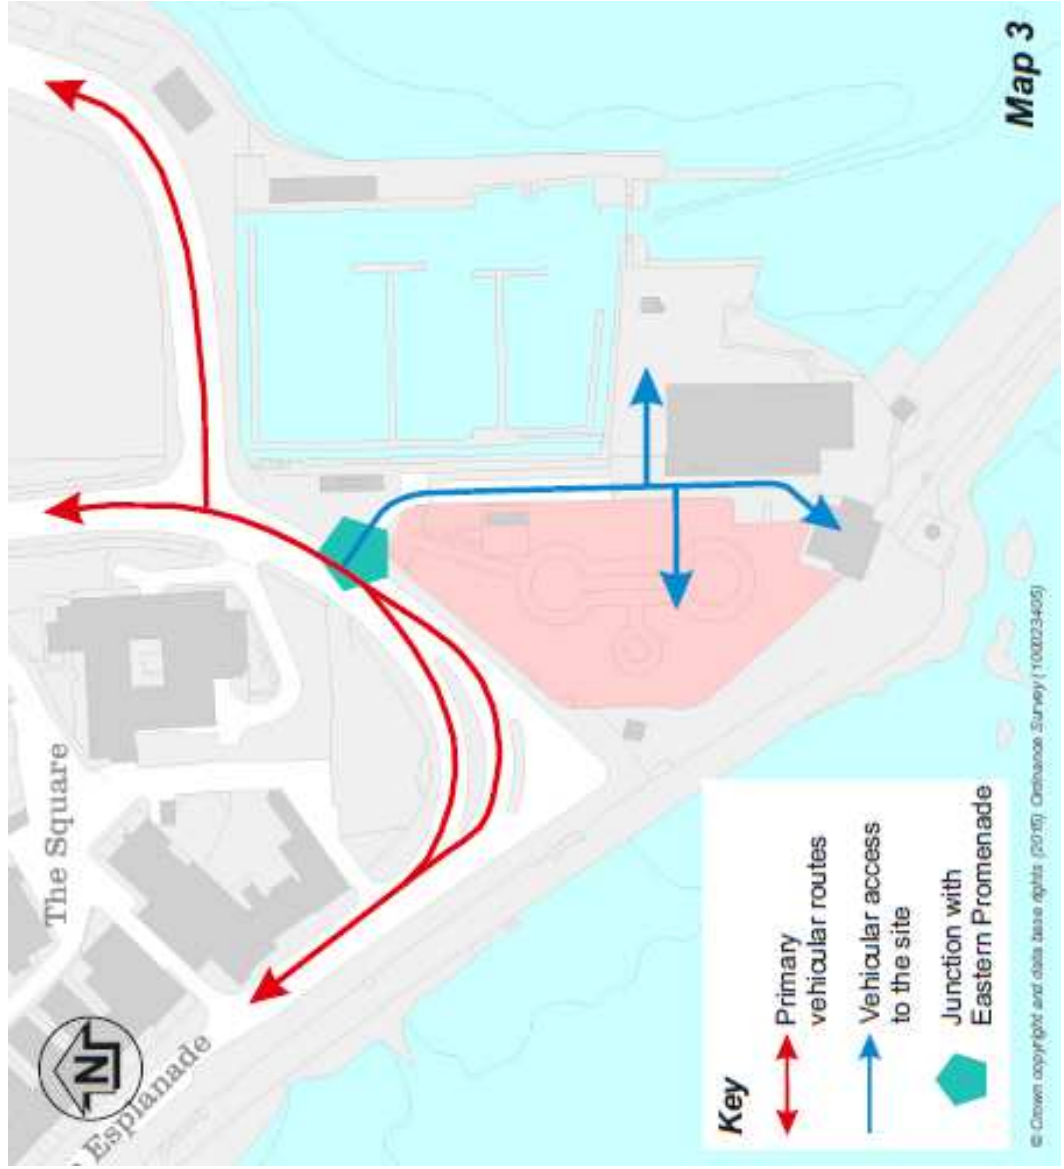 Map 3
The Square
Esplanade
N
Key
Primary
vehicular routes
Vehicular access
to the site
Junction with
Eastern Promenade
© Crown copyright and data base rights (2015) Ordnance Survey (100023405)